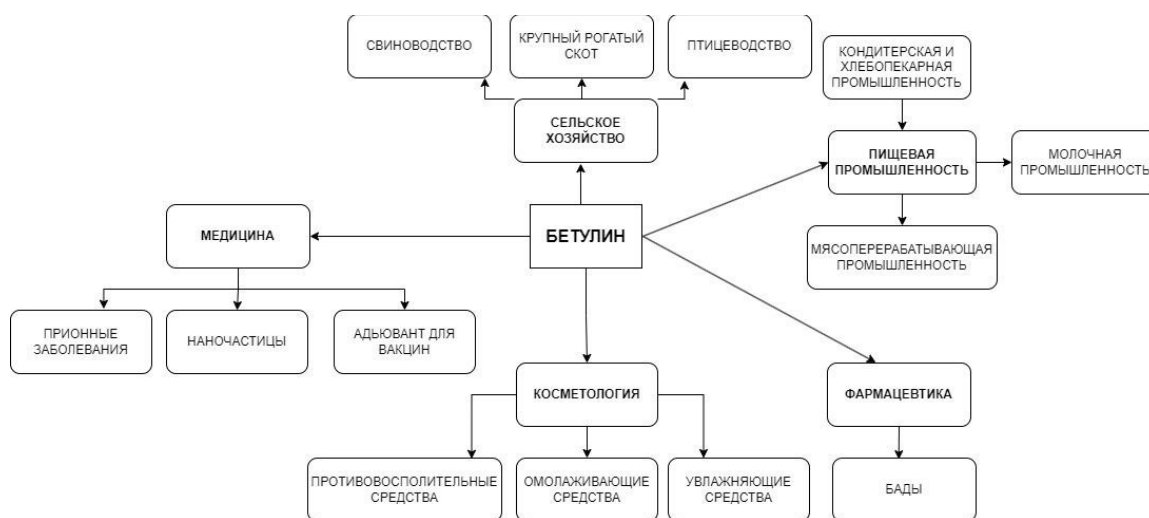 СВИНОВОДСТВО
КРУПНЫЙ РОГАТЫЙ
СКОТ
ПТИЦЕВОДСТВО
КОНДИТЕРСКАЯ И
ХЛЕБОПЕКАРНАЯ
ПРОМЫШЛЕННОСТЬ
СЕЛЬСКОЕ
ХОЗЯЙСТВО
ПИЩЕВАЯ
ПРОМЫШЛЕННОСТЬ
МОЛОЧНАЯ
ПРОМЫШЛЕННОСТЬ
МЕДИЦИНА
БЕТУЛИН
МЯСОПЕРЕРАБАТЫВАЮЩАЯ
ПРОМЫШЛЕННОСТЬ
ПРИОННЫЕ
ЗАБОЛЕВАНИЯ
НАНОЧАСТИЦЫ
АДЬЮВАНТ ДЛЯ
ВАКЦИН
КОСМЕТОЛОГИЯ
ФАРМАЦЕВТИКА
ПРОТИВОВОСПОЛИТЕЛЬНЫЕ
СРЕДСТВА
ОМОЛАЖИВАЮЩИЕ
СРЕДСТВА
УВЛАЖНЯЮЩИЕ
СРЕДСТВА
БАДЫ